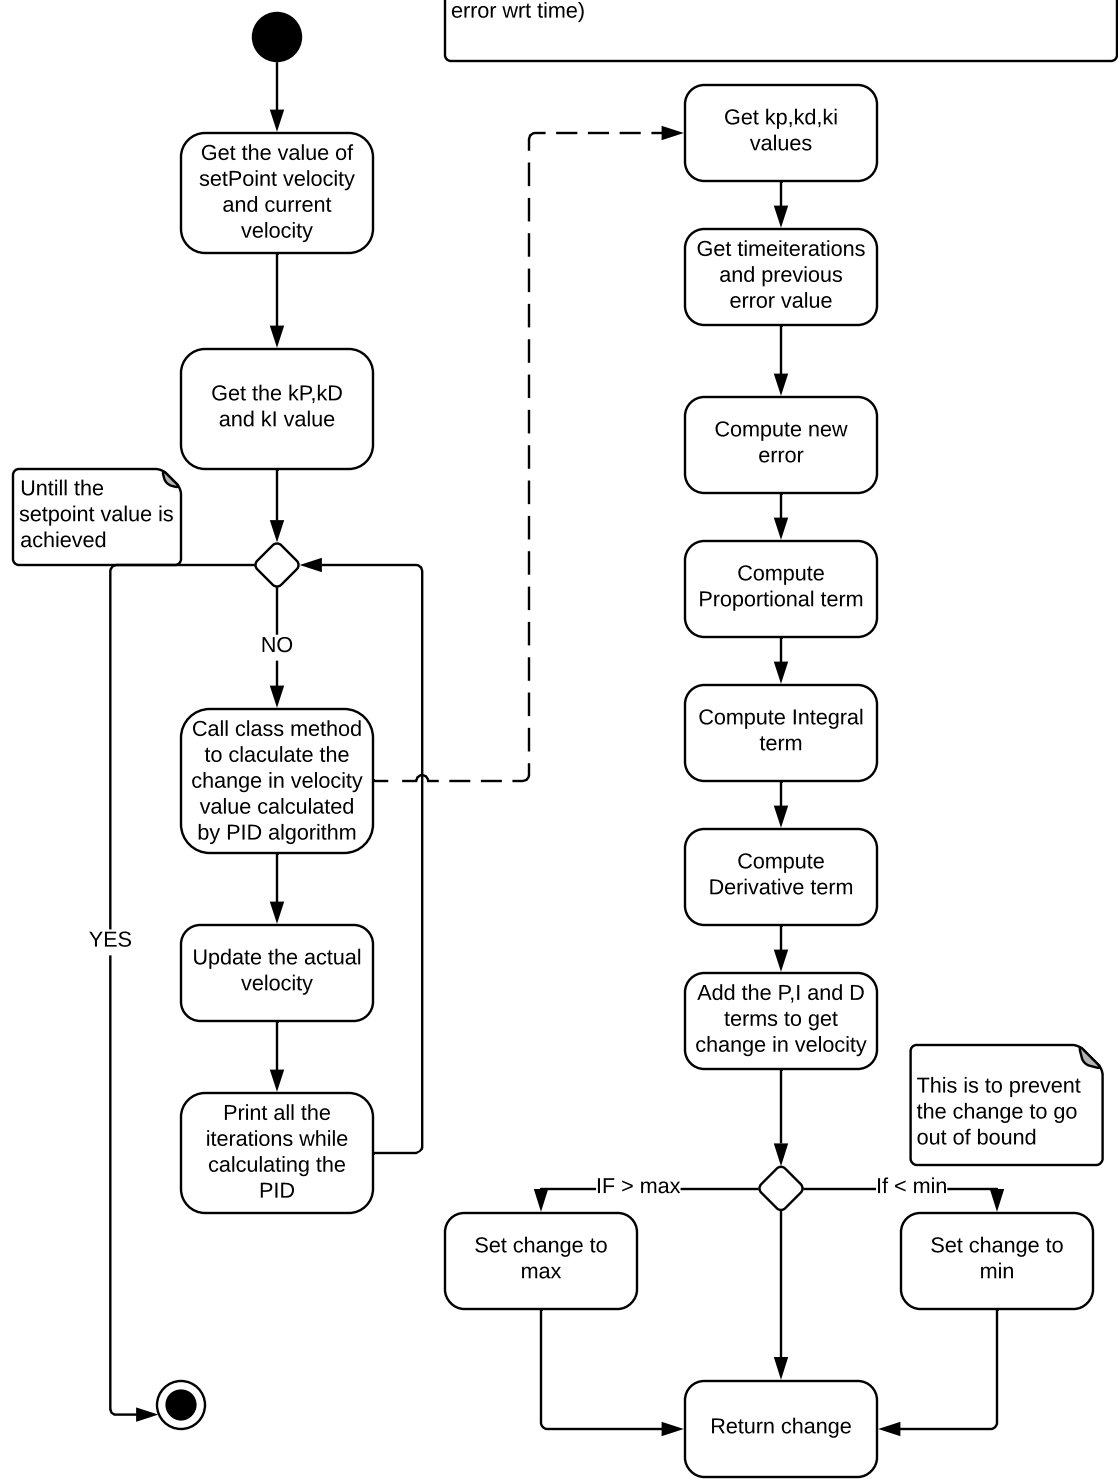 error wrt time)
Get the value of
setPoint velocity
and current
velocity
Get the kP,kD
and kI value
Untill the
setpoint value is
achieved
NO
Call class method
to claculate the
change in velocity
value calculated
by PID algorithm
YES
Update the actual
velocity
Print all the
iterations while
calculating the
PID
Get kp,kd,ki
values
Get timeiterations
and previous
error value
Compute new
error
Compute
Proportional term
Compute Integral
term
Compute
Derivative term
Add the P,I and D
terms to get
change in velocity
This is to prevent
the change to go
out of bound
IF > max
If < min
Set change to
max
Set change to
min
Return change